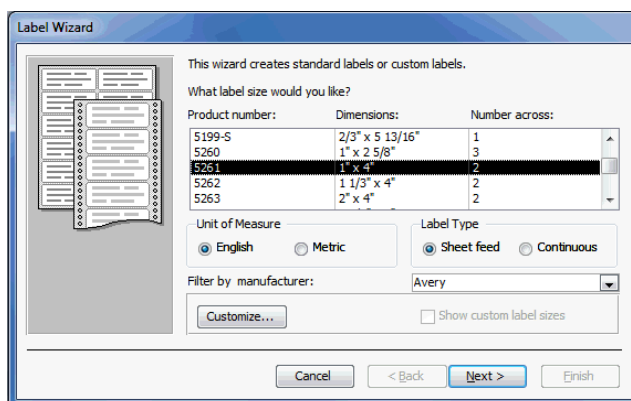 Label Wizard
This wizard creates standard labels or custom labels.
What label size would you like?
Product number: Dimensions: Number across:
5199-S 2/3" x 5 13/16" 1
5260 1" x 2 5/8" 3
5261 1" x 4" 2
5262 1 1/3" x 4" 2
5263 2" x 4" 2
Unit of Measure Label Type
English Metric Sheet feed Continuous
Filter by manufacturer: Avery
Customize... Show custom label sizes
Cancel < Back Next > Finish